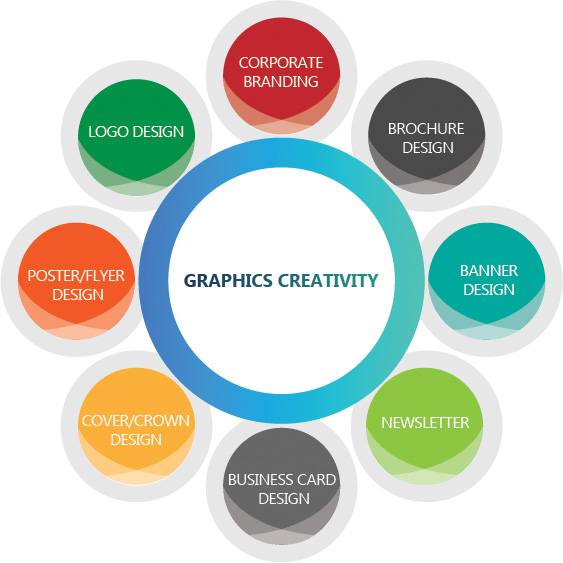 CORPORATE
BRANDING
LOGO DESIGN
BROCHURE
DESIGN
POSTER/FLYER
DESIGN
GRAPHICS CREATIVITY
BANNER
DESIGN
COVER/CROWN
DESIGN
NEWSLETTER
BUSINESS CARD
DESIGN